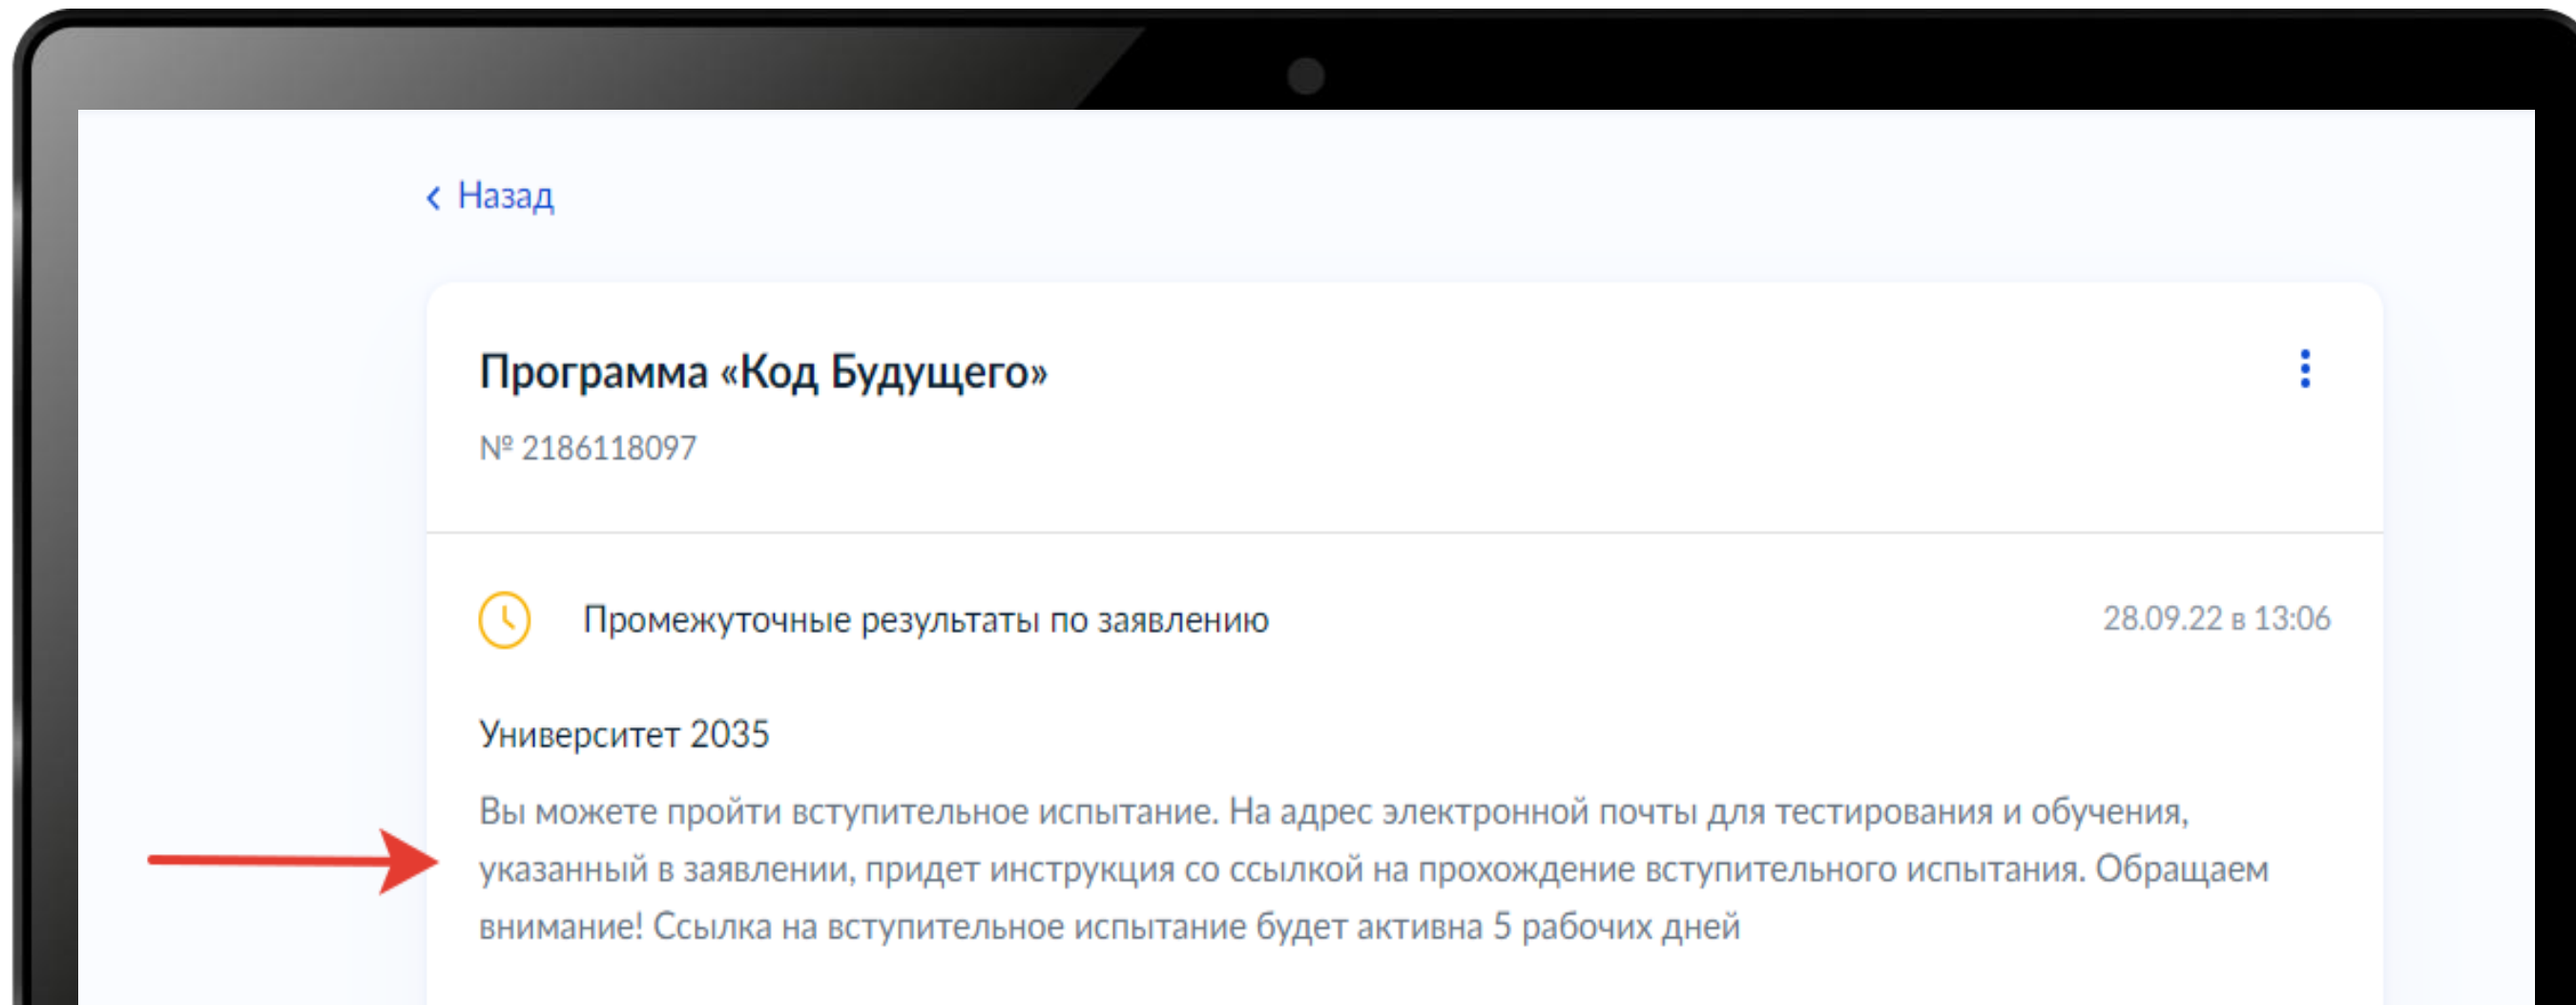 Назад
Программа «Код Будущего»
№ 2186118097
Промежуточные результаты по заявлению
28.09.22 в 13:06
Университет 2035
Вы можете пройти вступительное испытание. На адрес электронной почты для тестирования и обучения,
указанный в заявлении, придет инструкция со ссылкой на прохождение вступительного испытания. Обращаем
внимание! Ссылка на вступительное испытание будет активна 5 рабочих дней